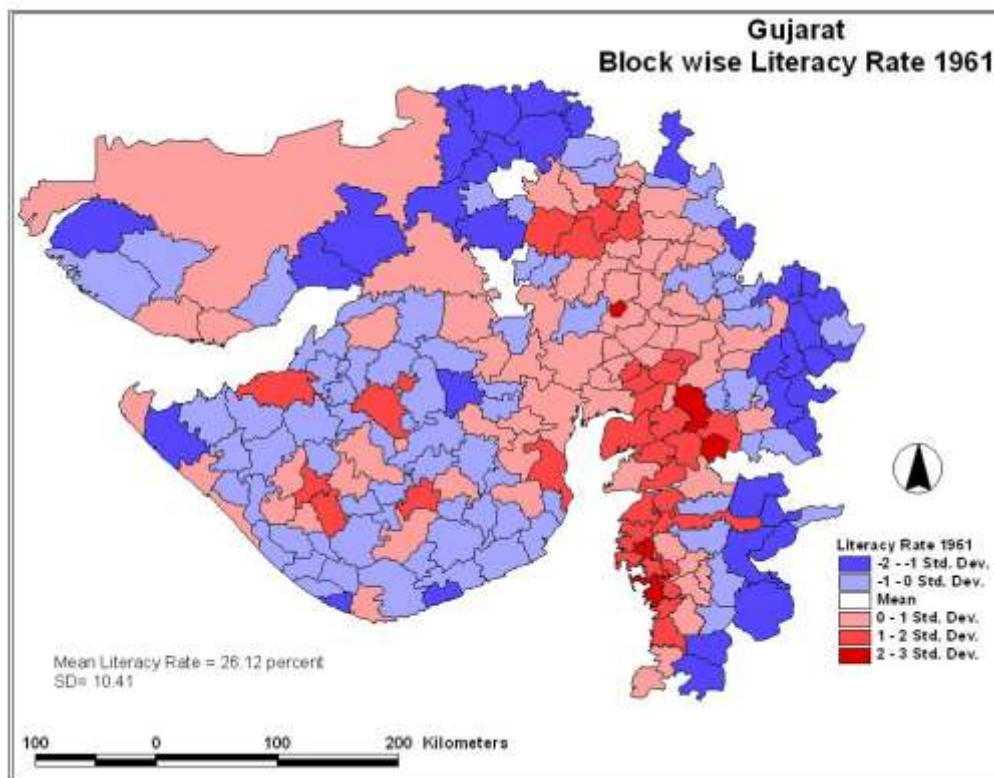 Gujarat
Block wise Literacy Rate 1961
Literacy Rate 1961
-2 - -1 Std. Dev.
-1 - 0 Std. Dev.
Mean
0 - 1 Std. Dev.
1 - 2 Std. Dev.
2 - 3 Std. Dev.
Mean Literacy Rate = 26.12 percent
SD= 10.41
100 0 100 200 Kilometers